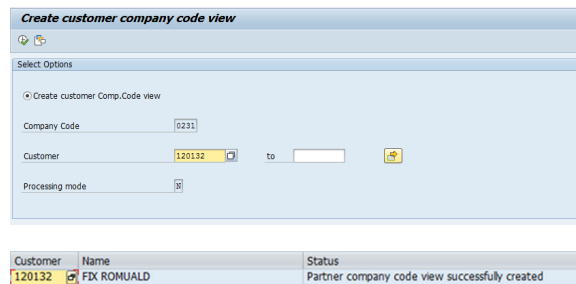 Create customer company code view
Select Options
Create customer Comp.Code view
Company Code 0231
Customer 120132 to
Processing mode N
Customer Name Status
120132 FIX ROMUALD Partner company code view successfully created